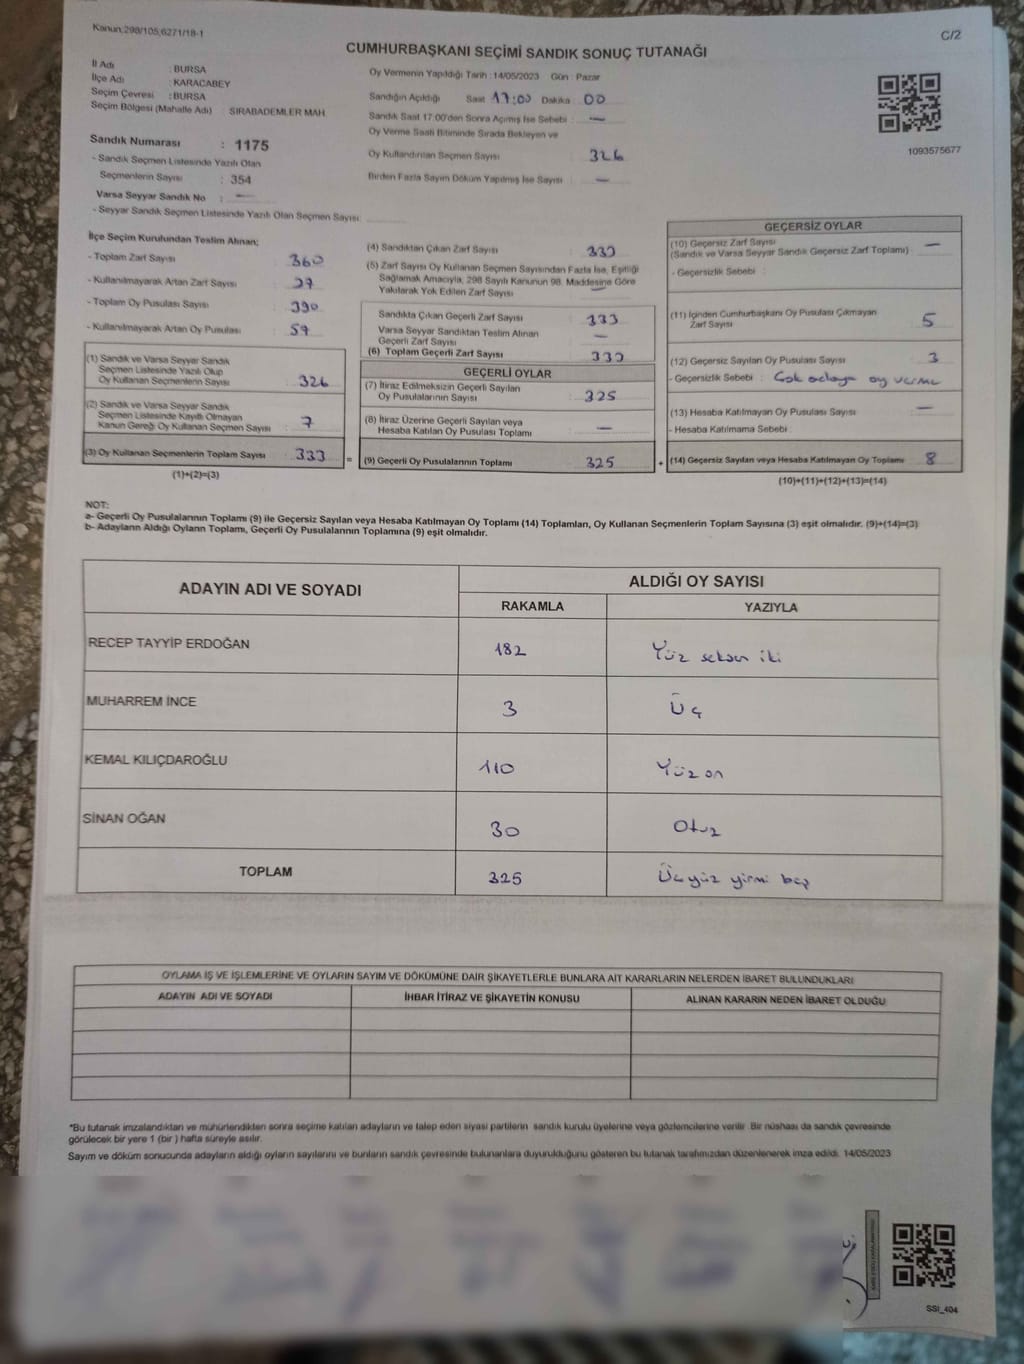 Kanun:298/105,6271/18-1
C/2
CUMHURBAŞKANI SEÇİMİ SANDIK SONUÇ TUTANAĞI
İl Adı : BURSA
İlçe Adı : KARACABEY
Seçim Çevresi : BURSA
Seçim Bölgesi (Mahalle Adı) SIRABADEMLER MAH
Sandık Numarası : 1175
- Sandık Seçmen Listesinde Yazılı Olan
Seçmenlerin Sayısı : 354
Varsa Seyyar Sandık No : —
- Seyyar Sandık Seçmen Listesinde Yazılı Olan Seçmen Sayısı:
Oy Vermenin Yapıldığı Tarih : 14/05/2023 Gün : Pazar
Sandığın Açıldığı Saat 17:00 Dakika 00
Sandık Saat 17:00'den Sonra Açımış İse Sebebi : —
Oy Verme Saati Bitiminde Sırada Bekleyen ve
Oy Kullandırılan Seçmen Sayısı 326
Birden Fazla Sayım Döküm Yapılmış İse Sayısı : —
1093575677
İlçe Seçim Kurulundan Teslim Alınan;
- Toplam Zarf Sayısı : 360
- Kullanılmayarak Artan Zarf Sayısı : 27
- Toplam Oy Pusulası Sayısı : 390
- Kullanılmayarak Artan Oy Pusulası : 59
(1) Sandık ve Varsa Seyyar Sandık
Seçmen Listesinde Yazılı Olup
Oy Kullanan Seçmenlerin Sayısı : 326
(2) Sandık ve Varsa Seyyar Sandık
Seçmen Listesinde Kayıtlı Olmayan
Kanun Gereği Oy Kullanan Seçmen Sayısı : 7
(3) Oy Kullanan Seçmenlerin Toplam Sayısı : 333
(1)+(2)=(3)
(4) Sandıktan Çıkan Zarf Sayısı : 333
(5) Zarf Sayısı Oy Kullanan Seçmen Sayısından Fazla İse, Eşitliği
Sağlamak Amacıyla, 298 Sayılı Kanunun 98. Maddesine Göre
Yakılarak Yok Edilen Zarf Sayısı : —
Sandıkta Çıkan Geçerli Zarf Sayısı : 333
Varsa Seyyar Sandıktan Teslim Alınan
Geçerli Zarf Sayısı : —
(6) Toplam Geçerli Zarf Sayısı : 333
GEÇERLİ OYLAR
(7) İtiraz Edilmeksizin Geçerli Sayılan
Oy Pusulalarının Sayısı : 325
(8) İtiraz Üzerine Geçerli Sayılan veya
Hesaba Katılan Oy Pusulası Toplamı : —
= (9) Geçerli Oy Pusulalarının Toplamı : 325
GEÇERSİZ OYLAR
(10) Geçersiz Zarf Sayısı
(Sandık ve Varsa Seyyar Sandık Geçersiz Zarf Toplamı) : —
- Geçersizlik Sebebi :
(11) İçinden Cumhurbaşkanı Oy Pusulası Çıkmayan
Zarf Sayısı : 5
(12) Geçersiz Sayılan Oy Pusulası Sayısı : 3
- Geçersizlik Sebebi : Çok adaya oy verme
(13) Hesaba Katılmayan Oy Pusulası Sayısı : —
- Hesaba Katılmama Sebebi :
+ (14) Geçersiz Sayılan veya Hesaba Katılmayan Oy Toplamı 8
(10)+(11)+(12)+(13)=(14)
NOT:
a- Geçerli Oy Pusulalarının Toplamı (9) ile Geçersiz Sayılan veya Hesaba Katılmayan Oy Toplamı (14) Toplamları, Oy Kullanan Seçmenlerin Toplam Sayısına (3) eşit olmalıdır. (9)+(14)=(3)
b- Adayların Aldığı Oyların Toplamı, Geçerli Oy Pusulalarının Toplamına (9) eşit olmalıdır.
ADAYIN ADI VE SOYADI ALDIĞI OY SAYISI
RAKAMLA YAZIYLA
RECEP TAYYİP ERDOĞAN 182 Yüz seksen iki
MUHARREM İNCE 3 Üç
KEMAL KILIÇDAROĞLU 110 Yüz on
SİNAN OĞAN 30 Otuz
TOPLAM 325 Üçyüz yirmi beş
OYLAMA İŞ VE İŞLEMLERİNE VE OYLARIN SAYIM VE DÖKÜMÜNE DAİR ŞİKAYETLERLE BUNLARA AİT KARARLARIN NELERDEN İBARET BULUNDUKLARI
ADAYIN ADI VE SOYADI İHBAR İTİRAZ VE ŞİKAYETİN KONUSU ALINAN KARARIN NEDEN İBARET OLDUĞU
*Bu tutanak imzalandıktan ve mühürlendikten sonra seçime katılan adayların ve talep eden siyasi partilerin sandık kurulu üyelerine veya gözlemcilerine verilir. Bir nüshası da sandık çevresinde
görülecek bir yere 1 (bir ) hafta süreyle asılır.
Sayım ve döküm sonucunda adayların aldığı oyların sayılarını ve bunların sandık çevresinde bulunanlara duyurulduğunu gösteren bu tutanak tarafımızdan düzenlenerek imza edildi. 14/05/2023
SSI_404